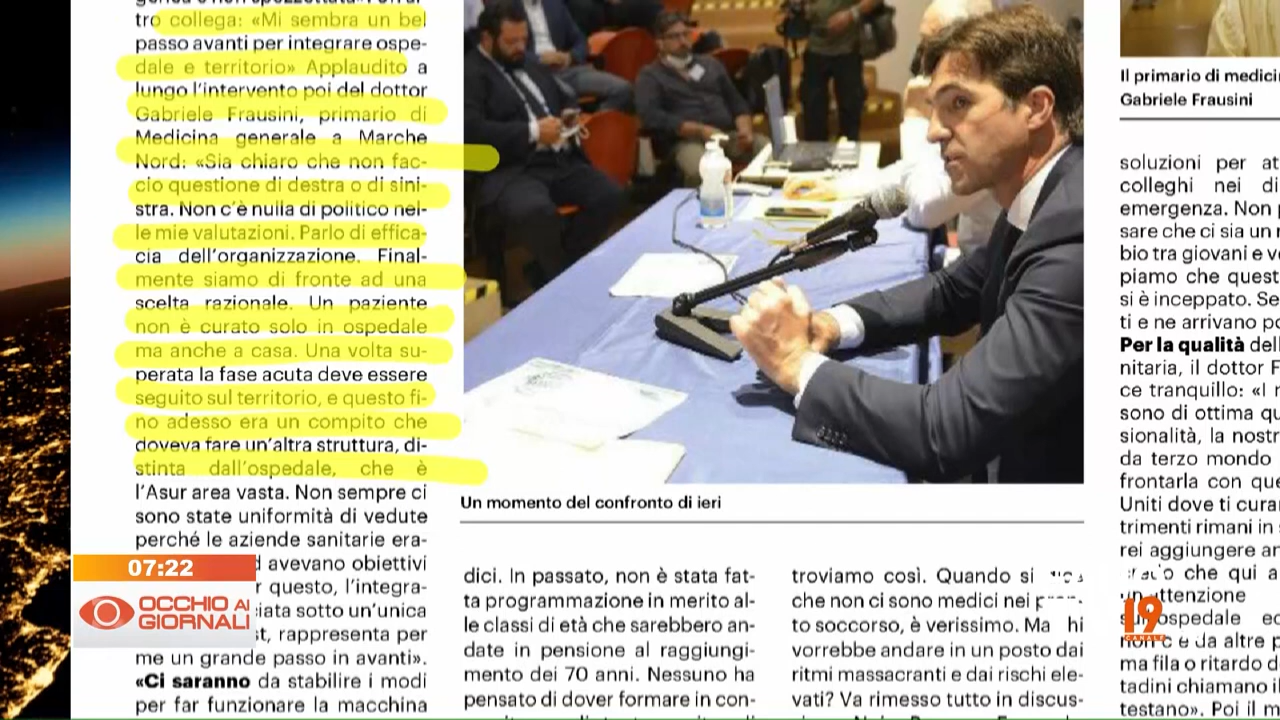 tro collega: «Mi sembra un bel
passo avanti per integrare ospe-
dale e territorio» Applaudito a
lungo l'intervento poi del dottor
Gabriele Frausini, primario di
Medicina generale a Marche
Nord: «Sia chiaro che non fac-
cio questione di destra o di sini-
stra. Non c'è nulla di politico nel-
le mie valutazioni. Parlo di effica-
cia dell'organizzazione. Final-
mente siamo di fronte ad una
scelta razionale. Un paziente
non è curato solo in ospedale
ma anche a casa. Una volta su-
perata la fase acuta deve essere
seguito sul territorio, e questo fi-
no adesso era un compito che
doveva fare un'altra struttura, di-
stinta dall'ospedale, che è
l'Asur area vasta. Non sempre ci
sono state uniformità di vedute
perché le aziende sanitarie era-
avevano obiettivi
questo, l'integra-
sotto un'unica
rappresenta per
me un grande passo in avanti».
«Ci saranno da stabilire i modi
per far funzionare la macchina
07:22
OCCHIO AI
GIORNALI
Un momento del confronto di ieri
dici. In passato, non è stata fat-
ta programmazione in merito al-
le classi di età che sarebbero an-
date in pensione al raggiungi-
mento dei 70 anni. Nessuno ha
pensato di dover formare in con-
troviamo così. Quando si
che non ci sono medici nei
to soccorso, è verissimo. Ma
vorrebbe andare in un posto dai
ritmi massacranti e dai rischi ele-
vati? Va rimesso tutto in discus-
Il primario di
Gabriele Frausini
soluzioni per
colleghi nei
emergenza. Non
sare che ci sia un
bio tra giovani e
piamo che
si è inceppato.
ti e ne arrivano
Per la qualità
nitaria, il dottor
ce tranquillo:
sono di ottima
sionalità, la
da terzo mondo
frontarla con
Uniti dove ti
trimenti rimani in
rei aggiungere
che qui
attenzione
ospedale
da altre
ma fila o ritardo
tadini chiamano
testano». Poi il
19
CANALE